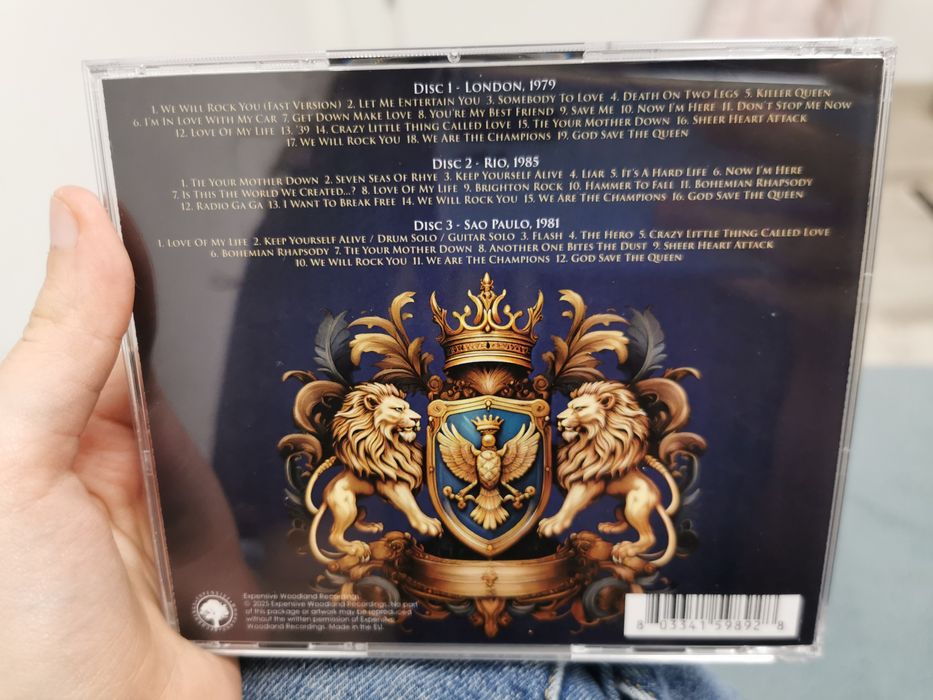 Disc 1 - London, 1979
1. We Will Rock You (Fast Version) 2. Let Me Entertain You 3. Somebody To Love 4. Death On Two Legs 5. Killer Queen
6. I'm In Love With My Car 7. Get Down Make Love 8. You're My Best Friend 9. Save Me 10. Now I'm Here 11. Don't Stop Me Now
12. Love Of My Life 13. '39 14. Crazy Little Thing Called Love 15. Tie Your Mother Down 16. Sheer Heart Attack
17. We Will Rock You 18. We Are The Champions 19. God Save The Queen
Disc 2 - Rio, 1985
1. Tie Your Mother Down 2. Seven Seas Of Rhye 3. Keep Yourself Alive 4. Liar 5. It's A Hard Life 6. Now I'm Here
7. Is This The World We Created...? 8. Love Of My Life 9. Brighton Rock 10. Hammer To Fall 11. Bohemian Rhapsody
12. Radio Ga Ga 13. I Want To Break Free 14. We Will Rock You 15. We Are The Champions 16. God Save The Queen
Disc 3 - Sao Paulo, 1981
1. Love Of My Life 2. Keep Yourself Alive / Drum Solo / Guitar Solo 3. Flash 4. The Hero 5. Crazy Little Thing Called Love
6. Bohemian Rhapsody 7. Tie Your Mother Down 8. Another One Bites The Dust 9. Sheer Heart Attack
10. We Will Rock You 11. We Are The Champions 12. God Save The Queen
Expensive Woodland Recordings.
© 2025 Expensive Woodland Recordings. No part
of this package or artwork may be reproduced
without the written permission of Expensive
Woodland Recordings. Made in the EU.
8 03341 59892 8